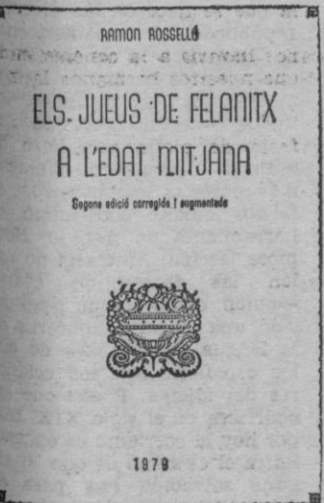 RAMON ROSSELLÓ
ELS JUEUS DE FELANITX
A L'EDAT MITJANA
Segona edició corregida i augmentada
1979